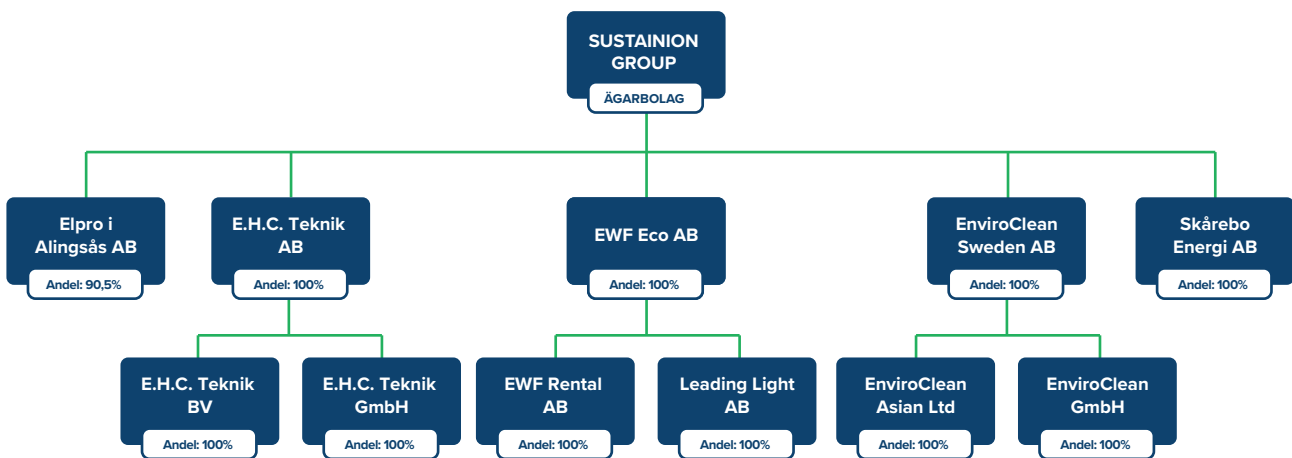 SUSTAINION
GROUP
ÄGARBOLAG
Elpro i
Alingsås AB
Andel: 90,5%
E.H.C. Teknik
AB
Andel: 100%
EWF Eco AB
Andel: 100%
EnviroClean
Sweden AB
Andel: 100%
Skårebo
Energi AB
Andel: 100%
E.H.C. Teknik
BV
Andel: 100%
E.H.C. Teknik
GmbH
Andel: 100%
EWF Rental
AB
Andel: 100%
Leading Light
AB
Andel: 100%
EnviroClean
Asian Ltd
Andel: 100%
EnviroClean
GmbH
Andel: 100%